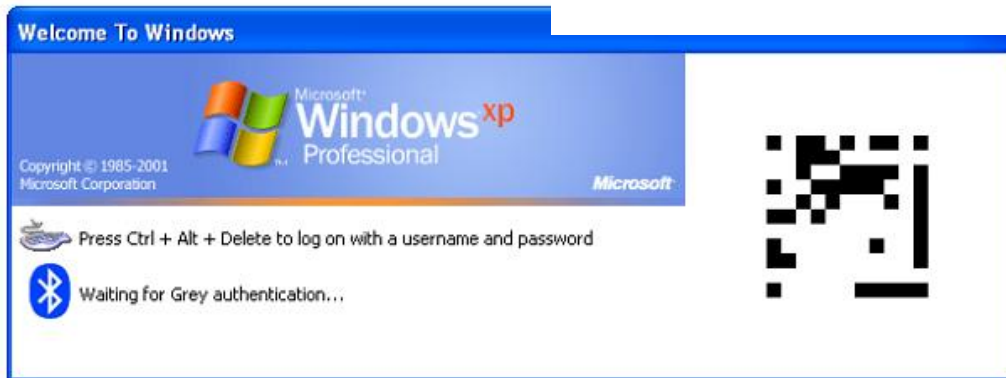 Welcome To Windows
Microsoft®
Windows xp
Professional
Copyright © 1985-2001
Microsoft Corporation
Microsoft®
Press Ctrl + Alt + Delete to log on with a username and password
Waiting for Grey authentication...